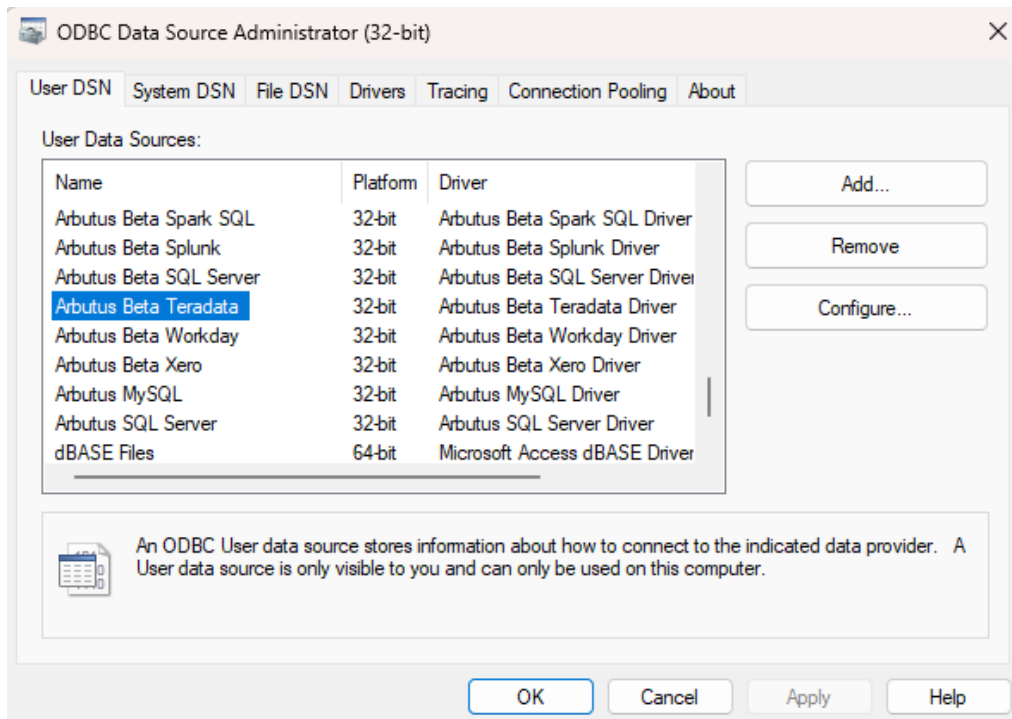 ODBC Data Source Administrator (32-bit)
User DSN System DSN File DSN Drivers Tracing Connection Pooling About
User Data Sources:
Name Platform Driver
Arbutus Beta Spark SQL 32-bit Arbutus Beta Spark SQL Driver
Arbutus Beta Splunk 32-bit Arbutus Beta Splunk Driver
Arbutus Beta SQL Server 32-bit Arbutus Beta SQL Server Driver
Arbutus Beta Teradata 32-bit Arbutus Beta Teradata Driver
Arbutus Beta Workday 32-bit Arbutus Beta Workday Driver
Arbutus Beta Xero 32-bit Arbutus Beta Xero Driver
Arbutus MySQL 32-bit Arbutus MySQL Driver
Arbutus SQL Server 32-bit Arbutus SQL Server Driver
dBASE Files 64-bit Microsoft Access dBASE Driver
Add...
Remove
Configure...
An ODBC User data source stores information about how to connect to the indicated data provider. A
User data source is only visible to you and can only be used on this computer.
OK Cancel Apply Help